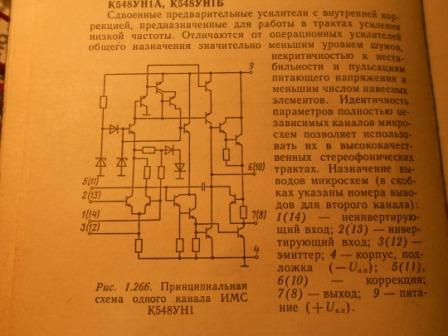 К548УН1А, К548УН1Б
Сдвоенные предварительные усилители с внутренней кор-
рекцией, предназначенные для работы в трактах усиления
низкой частоты. Отличаются от операционных усилителей
общего назначения значительно меньшим уровнем шумов,
некритичностью к неста-
бильности и пульсациям
питающего напряжения и
меньшим числом навесных
элементов. Идентичность
параметров полностью не-
зависимых каналов микро-
схем позволяет использо-
вать их в высококачест-
венных стереофонических
трактах. Назначение вы-
водов микросхем (в скоб-
ках указаны номера выво-
дов для второго канала):
1(14) — неинвертирую-
щий вход; 2(13) — инвер-
тирующий вход; 3(12) —
эмиттер; 4 — корпус, под-
ложка (—Uи.п); 5(11),
6(10) — коррекция;
7(8) — выход; 9 — пита-
ние (+Uи.п).
9
6(10)
5(11)
2(13)
1(14)
3(12)
7(8)
4
Рис. 1.266. Принципиальная
схема одного канала ИМС
К548УН1